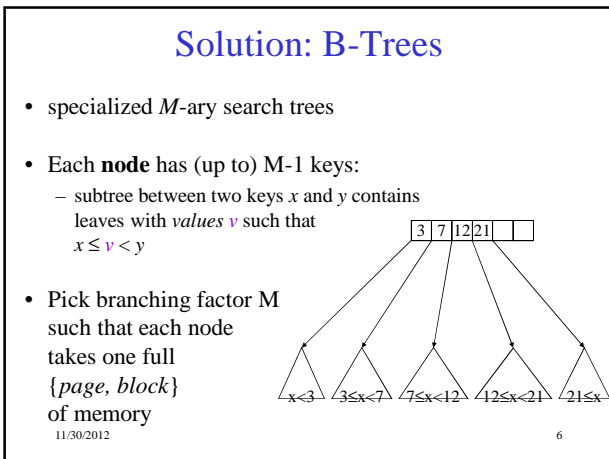 Solution: B-Trees
• specialized M-ary search trees
• Each node has (up to) M-1 keys:
– subtree between two keys x and y contains
leaves with values v such that
x ≤ v < y
3 7 12 21
• Pick branching factor M
such that each node
takes one full
{page, block}
of memory
x<3 3≤x<7 7≤x<12 12≤x<21 21≤x
11/30/2012 6